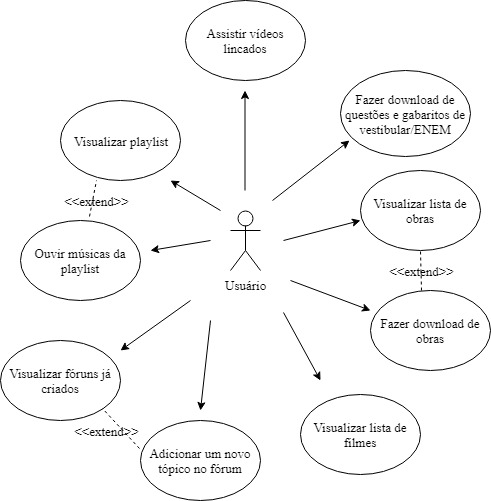 Assistir vídeos
lincados
Fazer download de
questões e gabaritos de
vestibular/ENEM
Visualizar playlist
<<extend>>
Visualizar lista de
obras
Ouvir músicas da
playlist
<<extend>>
Usuário
Fazer download de
obras
Visualizar fóruns já
criados
<<extend>>
Visualizar lista de
filmes
Adicionar um novo
tópico no fórum